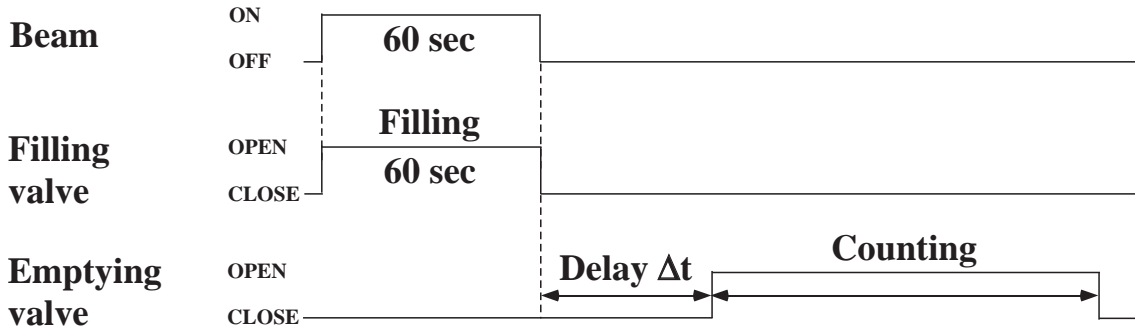 Beam
ON
OFF
60 sec
Filling
valve
OPEN
CLOSE
Filling
60 sec
Emptying
valve
OPEN
CLOSE
Delay Δt
Counting